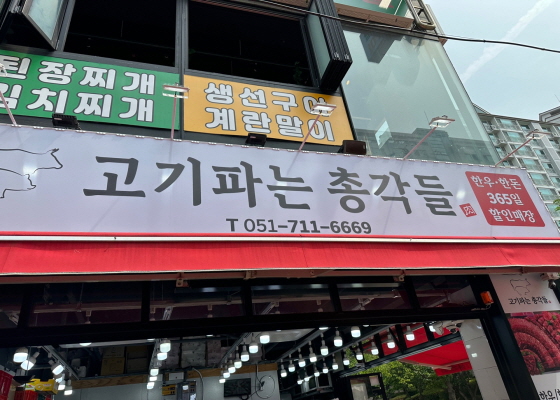 된장찌개
김치찌개
생선구이
계란말이
고기파는 총각들
T 051-711-6669
한우·한돈
365일
할인매장
고기파는 총각들